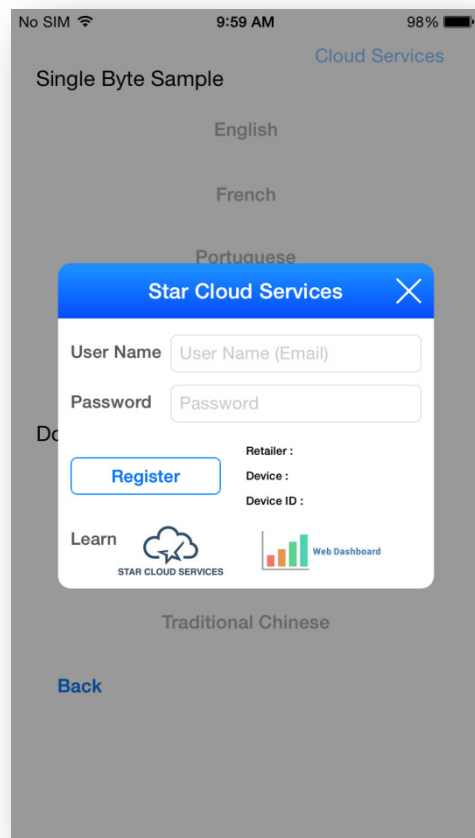 No SIM 9:59 AM 98%
Cloud Services
Single Byte Sample
English
French
Portuguese
Star Cloud Services
User Name User Name (Email)
Password Password
Retailer :
Register Device :
Device ID :
Learn STAR CLOUD SERVICES Web Dashboard
Traditional Chinese
Back